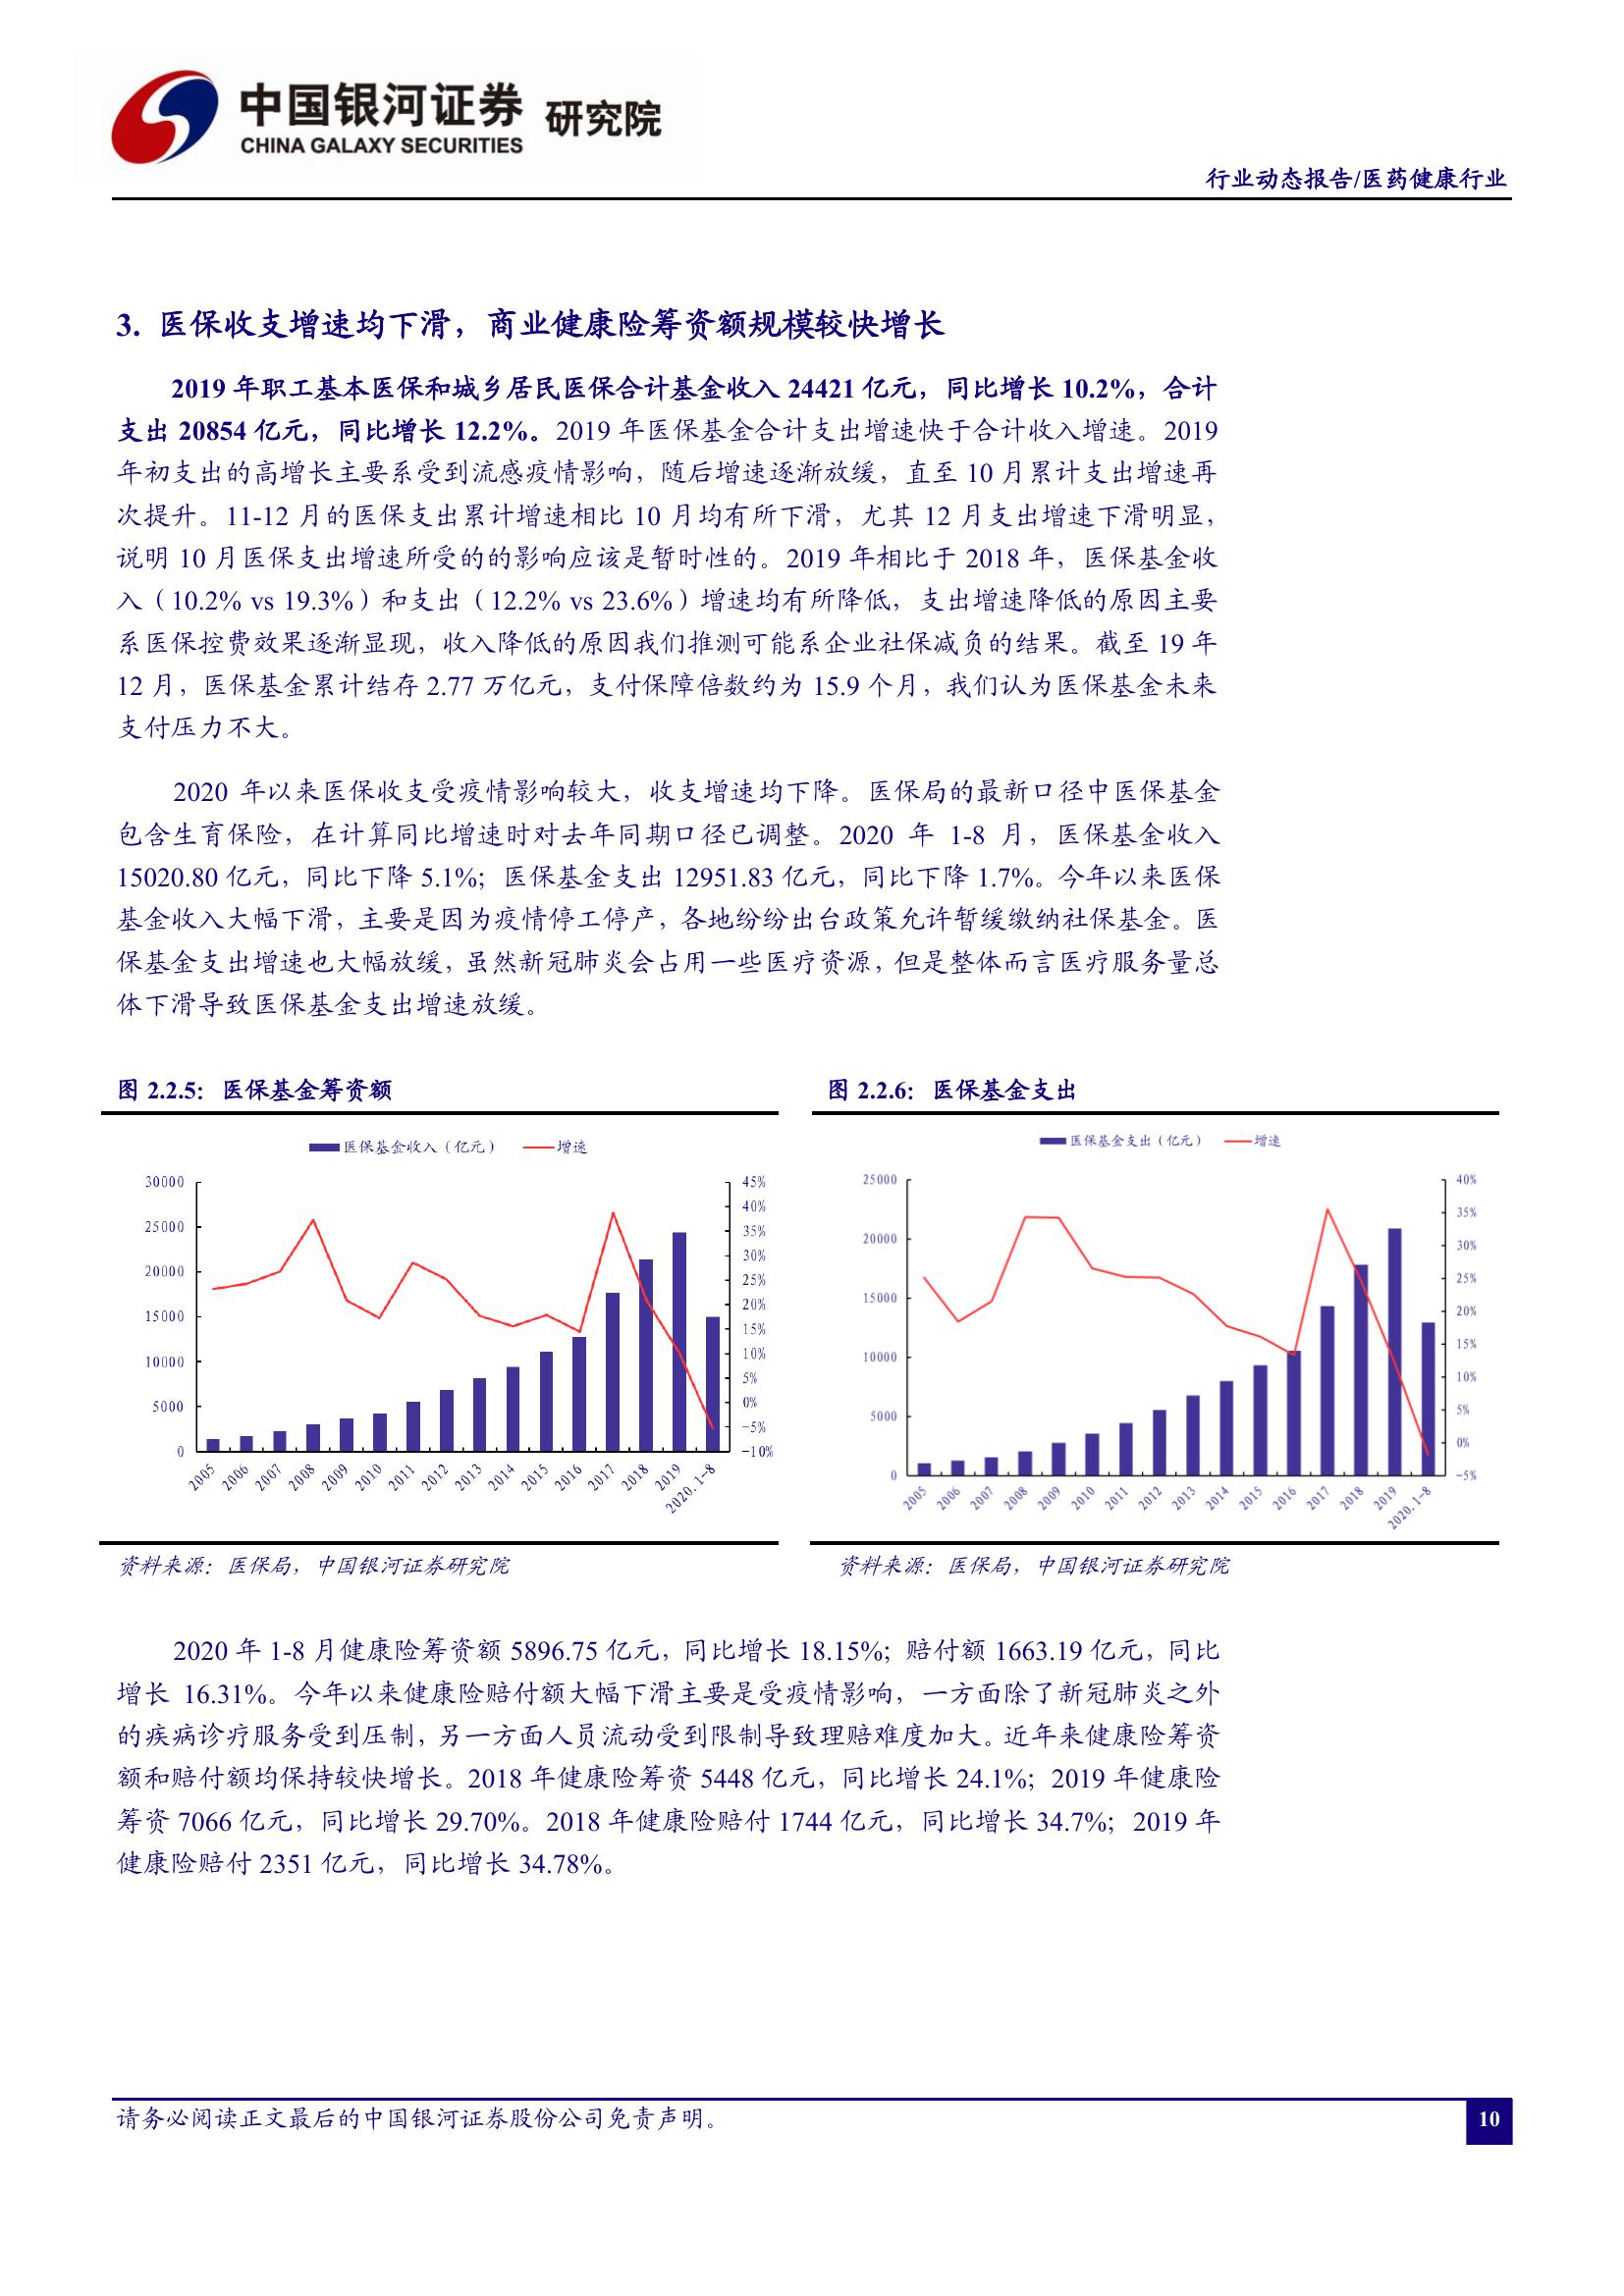 中国银河证券 研究院
CHINA GALAXY SECURITIES
行业动态报告/医药健康行业
3. 医保收支增速均下滑，商业健康险筹资额规模较快增长
2019 年职工基本医保和城乡居民医保合计基金收入 24421 亿元，同比增长 10.2%，合计
支出 20854 亿元，同比增长 12.2%。2019 年医保基金合计支出增速快于合计收入增速。2019
年初支出的高增长主要系受到流感疫情影响，随后增速逐渐放缓，直至 10 月累计支出增速再
次提升。11-12 月的医保支出累计增速相比 10 月均有所下滑，尤其 12 月支出增速下滑明显，
说明 10 月医保支出增速所受的的影响应该是暂时性的。2019 年相比于 2018 年，医保基金收
入（10.2% vs 19.3%）和支出（12.2% vs 23.6%）增速均有所降低，支出增速降低的原因主要
系医保控费效果逐渐显现，收入降低的原因我们推测可能系企业社保减负的结果。截至 19 年
12 月，医保基金累计结存 2.77 万亿元，支付保障倍数约为 15.9 个月，我们认为医保基金未来
支付压力不大。
2020 年以来医保收支受疫情影响较大，收支增速均下降。医保局的最新口径中医保基金
包含生育保险，在计算同比增速时对去年同期口径已调整。2020 年 1-8 月，医保基金收入
15020.80 亿元，同比下降 5.1%；医保基金支出 12951.83 亿元，同比下降 1.7%。今年以来医保
基金收入大幅下滑，主要是因为疫情停工停产，各地纷纷出台政策允许暂缓缴纳社保基金。医
保基金支出增速也大幅放缓，虽然新冠肺炎会占用一些医疗资源，但是整体而言医疗服务量总
体下滑导致医保基金支出增速放缓。
图 2.2.5：医保基金筹资额
医保基金收入（亿元） 增速
30000
25000
20000
15000
10000
5000
0
45%
40%
35%
30%
25%
20%
15%
10%
5%
0%
-5%
-10%
2005 2006 2007 2008 2009 2010 2011 2012 2013 2014 2015 2016 2017 2018 2019 2020.1-8
资料来源：医保局，中国银河证券研究院
图 2.2.6：医保基金支出
医保基金支出（亿元） 增速
25000
20000
15000
10000
5000
0
40%
35%
30%
25%
20%
15%
10%
5%
0%
-5%
2005 2006 2007 2008 2009 2010 2011 2012 2013 2014 2015 2016 2017 2018 2019 2020.1-8
资料来源：医保局，中国银河证券研究院
2020 年 1-8 月健康险筹资额 5896.75 亿元，同比增长 18.15%；赔付额 1663.19 亿元，同比
增长 16.31%。今年以来健康险赔付额大幅下滑主要是受疫情影响，一方面除了新冠肺炎之外
的疾病诊疗服务受到压制，另一方面人员流动受到限制导致理赔难度加大。近年来健康险筹资
额和赔付额均保持较快增长。2018 年健康险筹资 5448 亿元，同比增长 24.1%；2019 年健康险
筹资 7066 亿元，同比增长 29.70%。2018 年健康险赔付 1744 亿元，同比增长 34.7%；2019 年
健康险赔付 2351 亿元，同比增长 34.78%。
请务必阅读正文最后的中国银河证券股份公司免责声明。
10